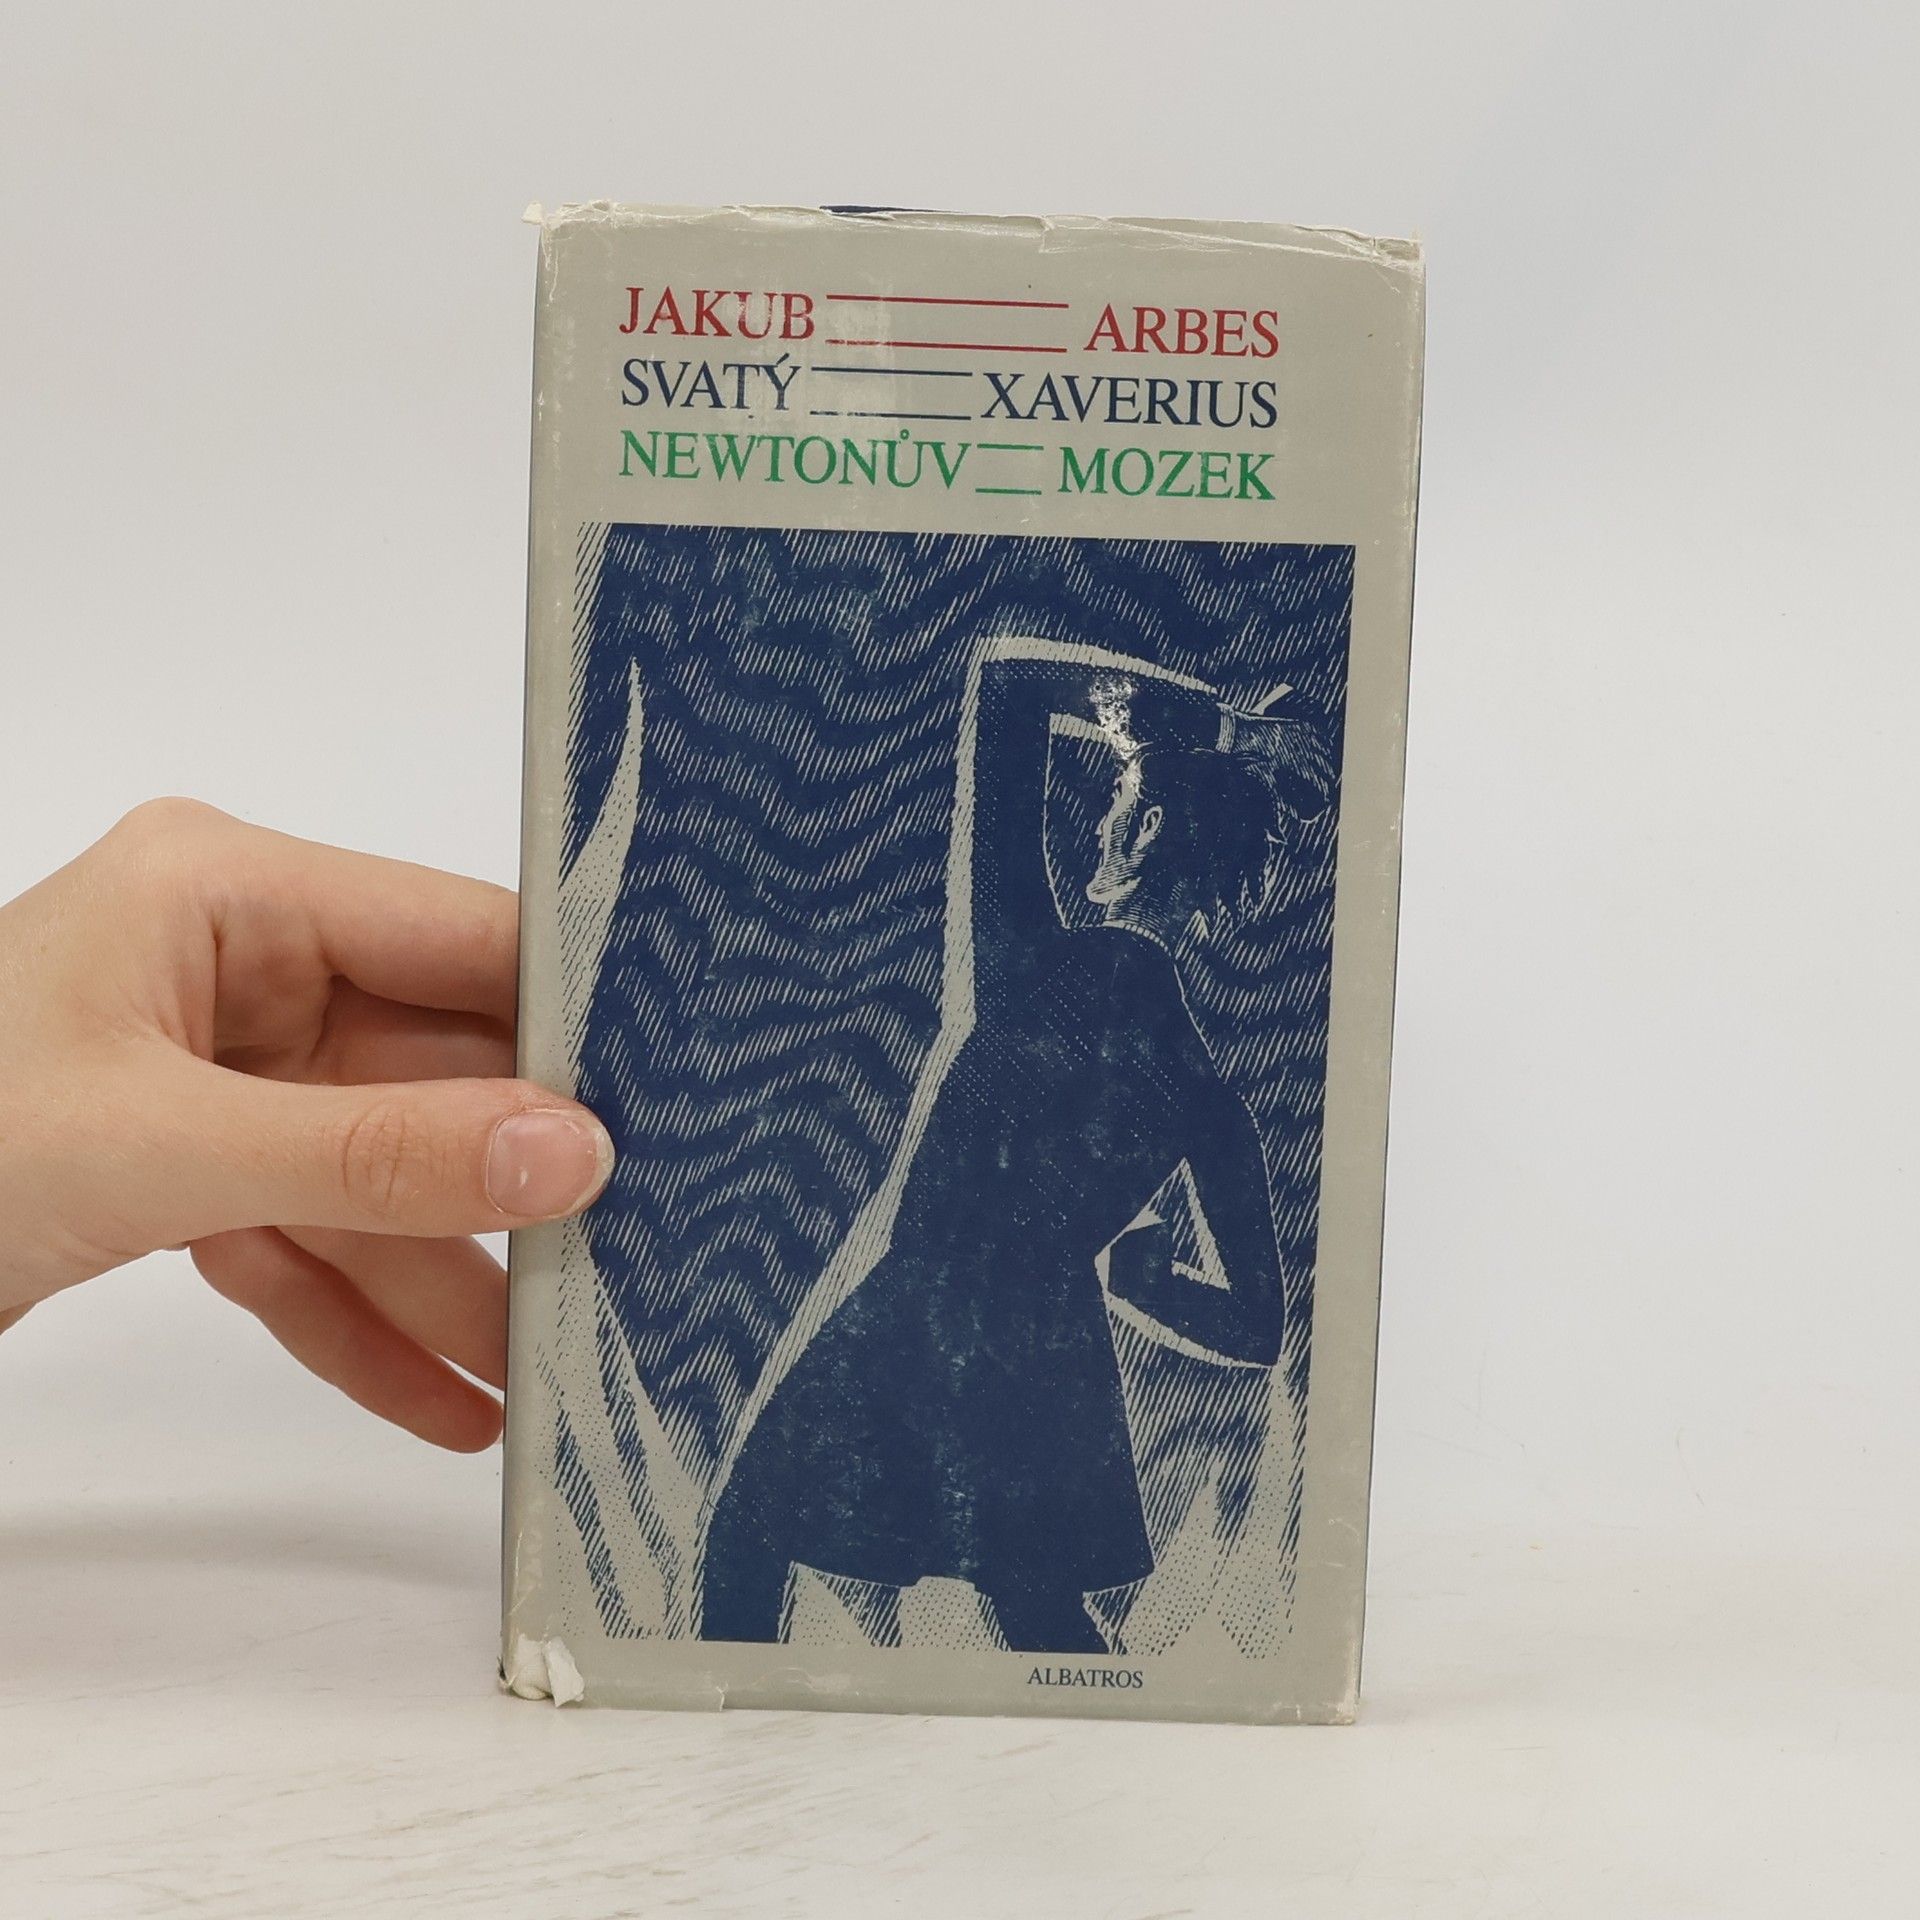 JAKUB ARBES
SVATÝ XAVERIUS
NEWTONŮV MOZEK
ALBATROS